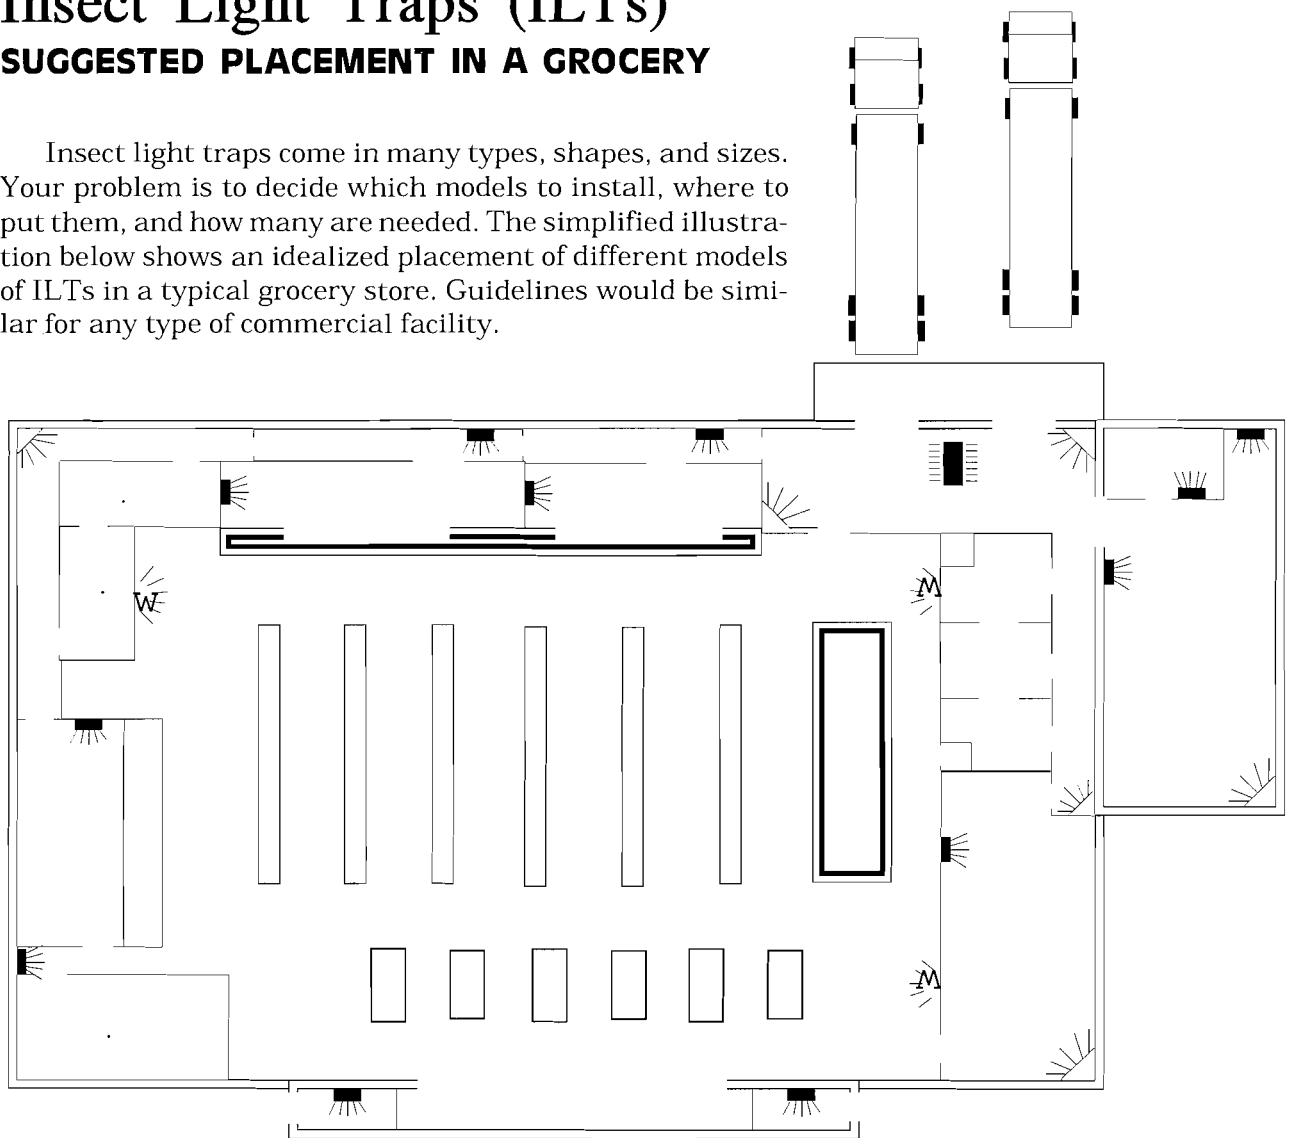 Insect Light Traps (ILTs)
SUGGESTED PLACEMENT IN A GROCERY
Insect light traps come in many types, shapes, and sizes.
Your problem is to decide which models to install, where to
put them, and how many are needed. The simplified illustra-
tion below shows an idealized placement of different models
of ILTs in a typical grocery store. Guidelines would be simi-
lar for any type of commercial facility.
W
W
W